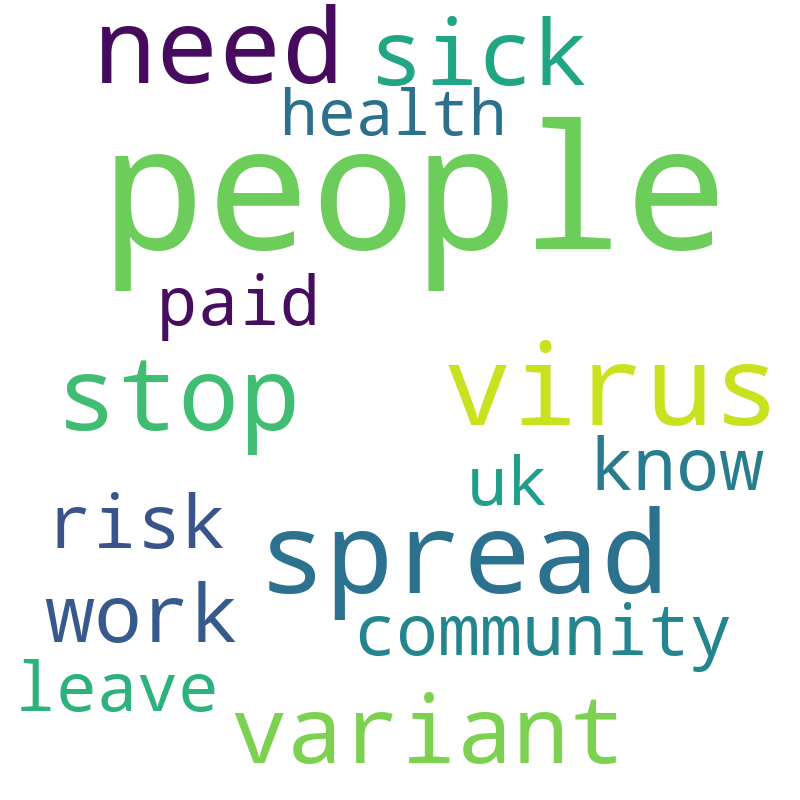 need sick
health
people
paid
stop virus
uk know
risk
spread
work
community
leave
variant